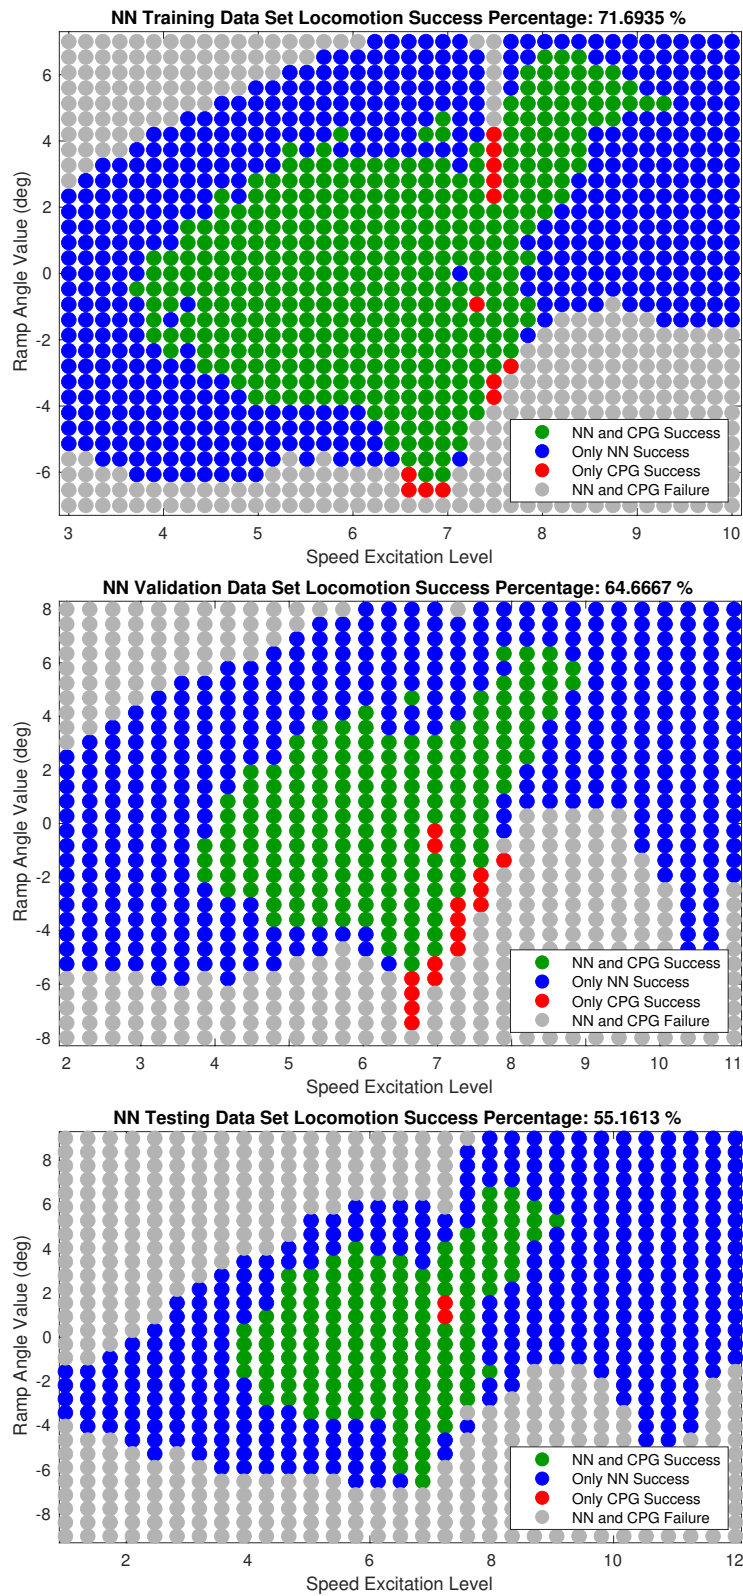 NN Training Data Set Locomotion Success Percentage: 71.6935 %
6
4
2
0
-2
-4
-6
Ramp Angle Value (deg)
NN and CPG Success
Only NN Success
Only CPG Success
NN and CPG Failure
3 4 5 6 7 8 9 10
Speed Excitation Level
NN Validation Data Set Locomotion Success Percentage: 64.6667 %
8
6
4
2
0
-2
-4
-6
-8
Ramp Angle Value (deg)
NN and CPG Success
Only NN Success
Only CPG Success
NN and CPG Failure
2 3 4 5 6 7 8 9 10 11
Speed Excitation Level
NN Testing Data Set Locomotion Success Percentage: 55.1613 %
8
6
4
2
0
-2
-4
-6
-8
Ramp Angle Value (deg)
NN and CPG Success
Only NN Success
Only CPG Success
NN and CPG Failure
2 4 6 8 10 12
Speed Excitation Level